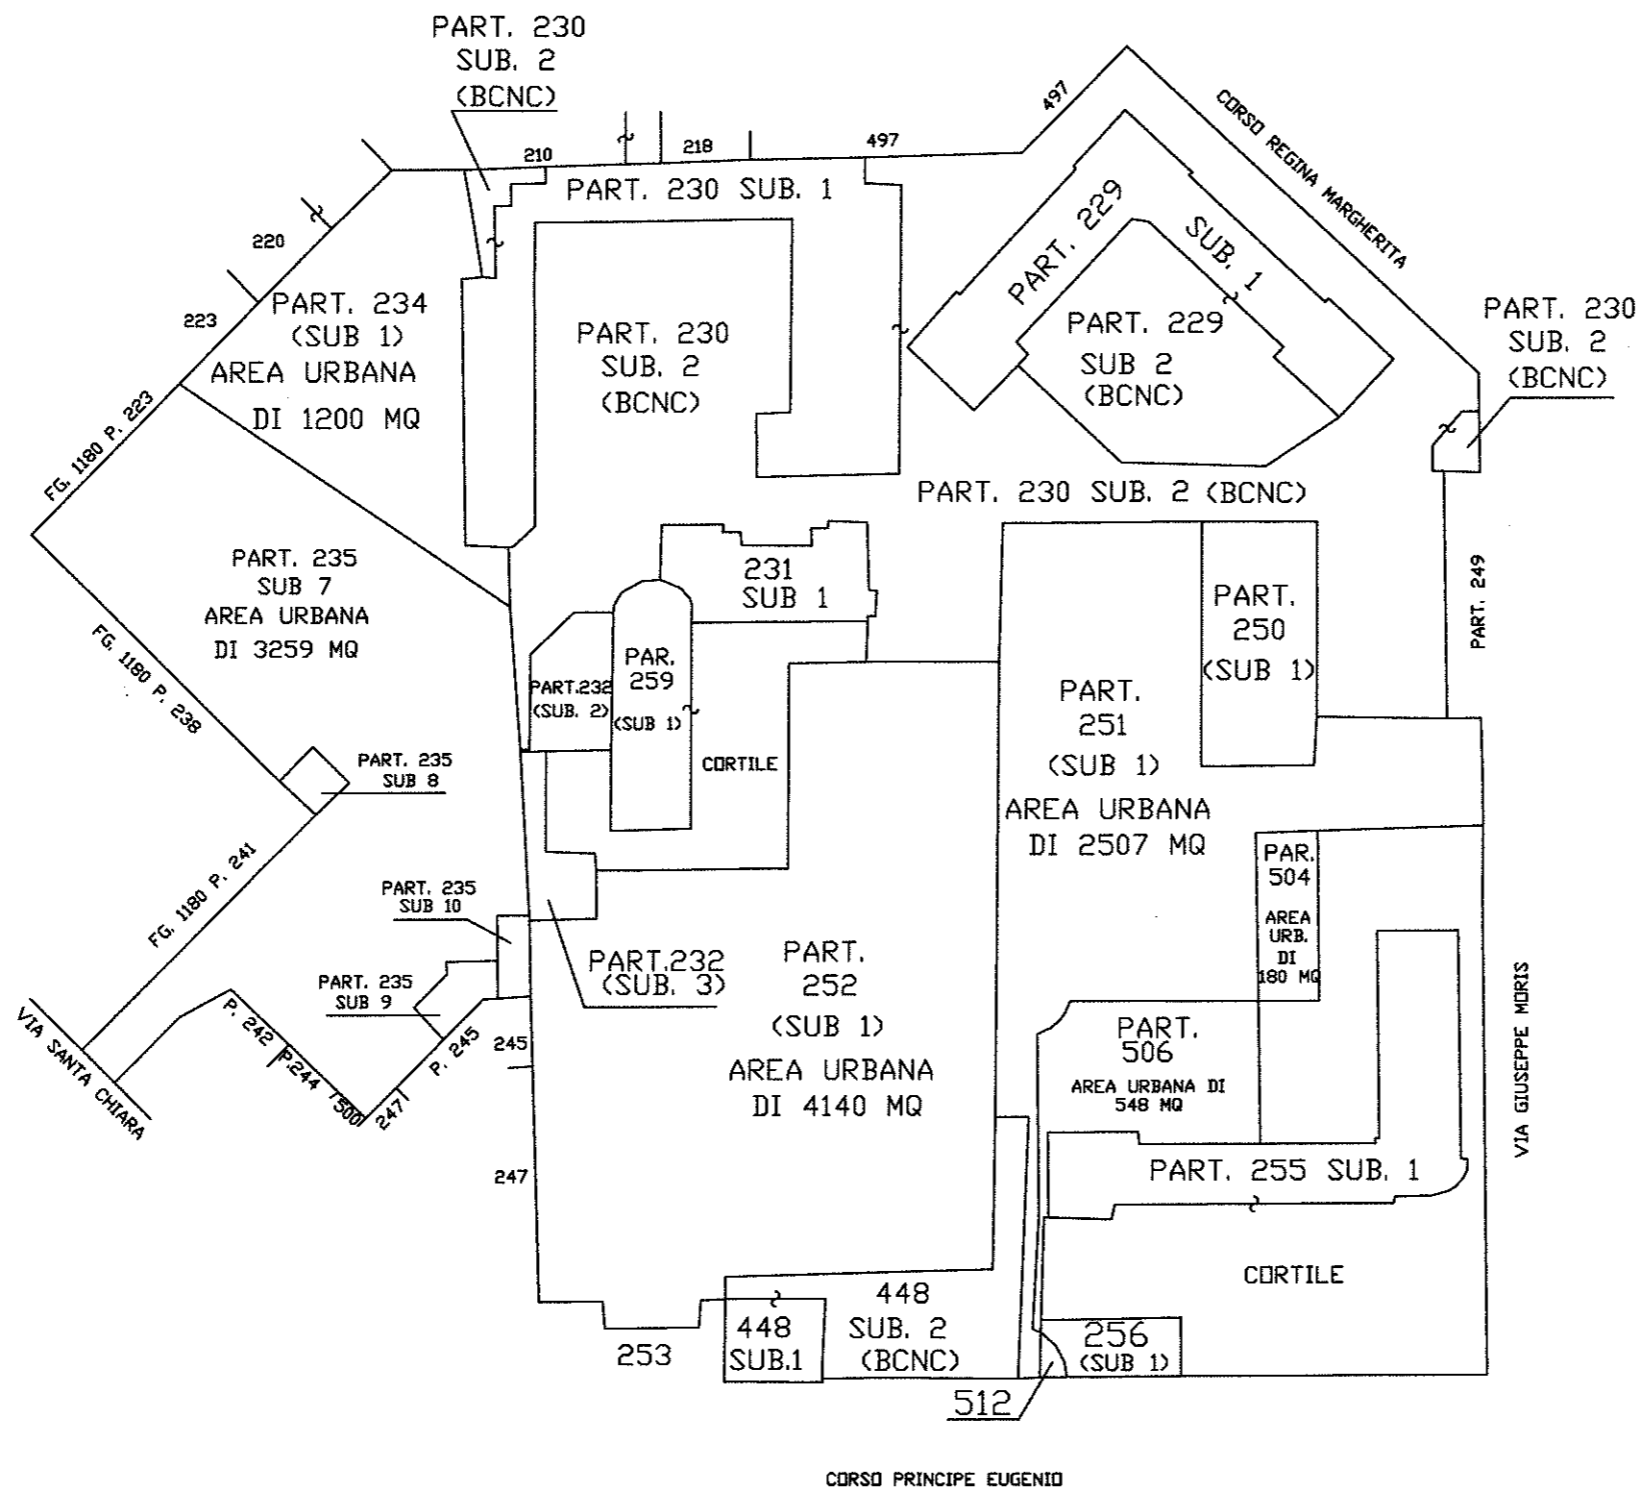 PART. 230
SUB. 2
(BCNC)
497
CORSO REGINA MARGHERITA
210
218
497
PART. 230 SUB. 1
220
223
PART. 234
(SUB 1)
AREA URBANA
DI 1200 MQ
PART. 230
SUB. 2
(BCNC)
PART. 229
SUB. 1
PART. 229
SUB 2
(BCNC)
PART. 230
SUB. 2
(BCNC)
FG. 1180 P. 223
PART. 230 SUB. 2 (BCNC)
PART. 235
SUB 7
AREA URBANA
DI 3259 MQ
231
SUB 1
PART.
250
(SUB 1)
PART. 249
FG. 1180 P. 238
PAR.
259
(SUB 1)
PART.232
(SUB. 2)
PART.
251
(SUB 1)
AREA URBANA
DI 2507 MQ
CORTILE
PART. 235
SUB 8
FG. 1180 P. 241
PART. 235
SUB 10
PAR.
504
AREA
URB.
DI
180 MQ
PART.232
(SUB. 3)
PART.
252
(SUB 1)
AREA URBANA
DI 4140 MQ
PART. 235
SUB 9
VIA SANTA CHIARA
P. 242
P.244
500
247
P. 245
245
247
PART.
506
AREA URBANA DI
548 MQ
VIA GIUSEPPE MORIS
PART. 255 SUB. 1
CORTILE
448
SUB. 2
(BCNC)
448
SUB.1
253
256
(SUB 1)
512
CORSO PRINCIPE EUGENIO